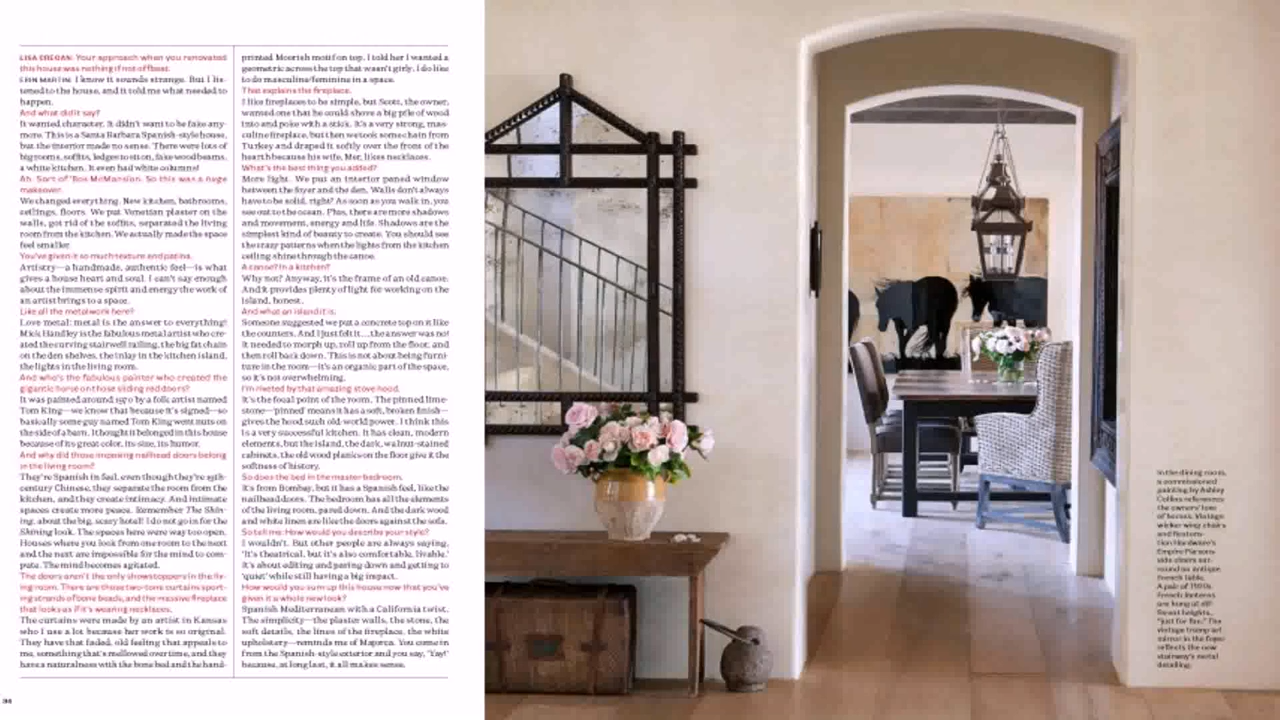 LISA CREGAN: Your approach when you renovated
this house was nothing if not offbeat.
ERIN MARTIN: I know it sounds strange. But I lis-
tened to the house, and it told me what needed to
happen.
And what did it say?
It wanted character. It didn't want to be fake any-
more. This is a Santa Barbara Spanish-style house,
but the interior made no sense. There were lots of
big rooms, soffits, ledges to sit on, fake wood beams,
a white kitchen. It even had white columns!
Ah. Sort of 'Bos McMansion. So this was a huge
makeover.
We changed everything. New kitchen, bathrooms,
ceilings, floors. We put Venetian plaster on the
walls, got rid of the soffits, separated the living
room from the kitchen. We actually made the space
feel smaller.
You've given it so much texture and patina.
Artistry—a handmade, authentic feel—is what
gives a house heart and soul. I can't say enough
about the immense spirit and energy the work of
an artist brings to a space.
Like all the metalwork here?
Love metal; metal is the answer to everything!
Mick Handley is the fabulous metal artist who cre-
ated the curving stairwell railing, the big fat chain
on the den shelves, the inlay in the kitchen island,
the lights in the living room.
And who's the fabulous painter who created the
gigantic horse on those sliding red doors?
It was painted around 1970 by a folk artist named
Tom King—we know that because it's signed—so
basically some guy named Tom King went nuts on
the side of a barn. I thought it belonged in this house
because of its great color, its size, its humor.
And why did those imposing nailhead doors belong
in the living room?
They're Spanish in feel, even though they're 19th-
century Chinese, they separate the room from the
kitchen, and they create intimacy. And intimate
spaces create more peace. Remember The Shin-
ing, about the big, scary hotel? I do not go in for the
Shining look. The spaces here were way too open.
Houses where you look from one room to the next
and the next are impossible for the mind to com-
pute. The mind becomes agitated.
The doors aren't the only showstoppers in the liv-
ing room. There are those two-tone curtains sport-
ing strands of bone beads, and the massive fireplace
that looks as if it's wearing necklaces.
The curtains were made by an artist in Kansas
who I use a lot because her work is so original.
They have that faded, old feeling that appeals to
me, something that's mellowed over time, and they
have a naturalness with the bone bead and the hand-
printed Moorish motif on top. I told her I wanted a
geometric across the top that wasn't girly. I do like
to do masculine/feminine in a space.
That explains the fireplace.
I like fireplaces to be simple, but Scott, the owner,
wanted one that he could shove a big pile of wood
into and poke with a stick. It's a very strong, mas-
culine fireplace, but then we took some chain from
Turkey and draped it softly over the front of the
hearth because his wife, Mer, likes necklaces.
What's the best thing you added?
More light. We put an interior paned window
between the foyer and the den. Walls don't always
have to be solid, right? As soon as you walk in, you
see out to the ocean. Plus, there are more shadows
and movement, energy and life. Shadows are the
simplest kind of beauty to create. You should see
the crazy patterns when the lights from the kitchen
ceiling shine through the canoe.
A canoe? In a kitchen?
Why not? Anyway, it's the frame of an old canoe.
And it provides plenty of light for working on the
island, honest.
And what an island it is.
Someone suggested we put a concrete top on it like
the counters. And I just felt it...the answer was no!
It needed to morph up, roll up from the floor, and
then roll back down. This is not about being furni-
ture in the room—it's an organic part of the space,
so it's not overwhelming.
I'm riveted by that amazing stove hood.
It's the focal point of the room. The pinned lime-
stone—'pinned' means it has a soft, broken finish—
gives the hood such old-world power. I think this
is a very successful kitchen. It has clean, modern
elements, but the island, the dark, walnut-stained
cabinets, the old wood planks on the floor give it the
softness of history.
So does the bed in the master bedroom.
It's from Bombay, but it has a Spanish feel, like the
nailhead doors. The bedroom has all the elements
of the living room, pared down. And the dark wood
and white lines are like the doors against the sofa.
So tell me: How would you describe your style?
I wouldn't. But other people are always saying,
'It's theatrical, but it's also comfortable, livable.'
It's about editing and paring down and getting to
'quiet' while still having a big impact.
How would you sum up this house now that you've
given it a whole new look?
Spanish Mediterranean with a California twist.
The simplicity—the plaster walls, the stone, the
soft details, the lines of the fireplace, the white
upholstery—reminds me of Majorca. You come in
from the Spanish-style exterior and you say, 'Yay!'
because, at long last, it all makes sense.
In the dining room,
a commissioned
painting by Ashley
Collins references
the owners' love
of horses. Vintage
wicker wing chairs
and Restora-
tion Hardware's
Empire Parsons
side chairs sur-
round an antique
French table.
A pair of 1910s
French lanterns
are hung at dif-
ferent heights,
"just for fun." The
vintage tramp art
mirror in the foyer
reflects the new
stairway's metal
detailing.